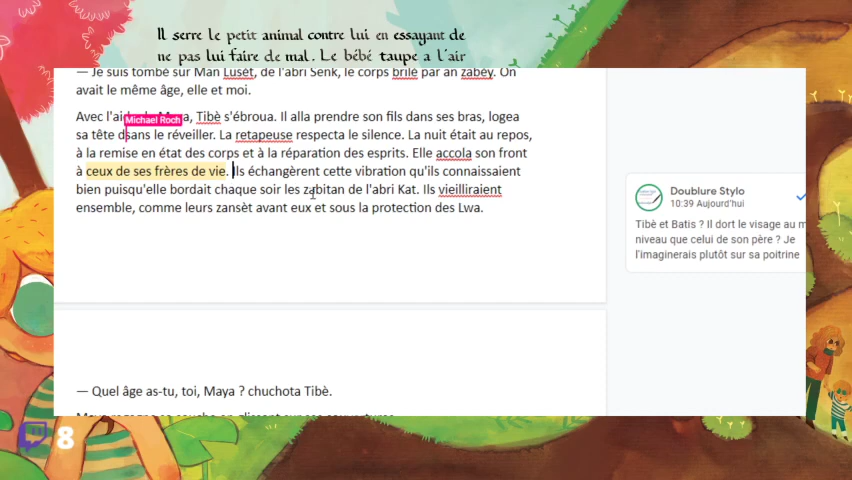 Il serre le petit animal contre lui en essayant de
ne pas lui faire de mal. Le bébé taupe a l'air
— Je suis tombé sur Man Luset, de l'abri Senk, le corps brilé par an zabèy. On
avait le même âge, elle et moi.
Avec l'ai Maya, Tibè s'ébroua. Il alla prendre son fils dans ses bras, logea
Michael Roch
sa tête dsans le réveiller. La retapeuse respecta le silence. La nuit était au repos,
à la remise en état des corps et à la réparation des esprits. Elle accola son front
à ceux de ses frères de vie. Ils échangèrent cette vibration qu'ils connaissaient
bien puisqu'elle bordait chaque soir les zabitan de l'abri Kat. Ils vieilliraient
ensemble, comme leurs zansèt avant eux et sous la protection des Lwa.
Doublure Stylo
10:39 Aujourd'hui
Tibè et Batis ? Il dort le visage au m
niveau que celui de son père ? Je
l'imaginerais plutôt sur sa poitrine
— Quel âge as-tu, toi, Maya ? chuchota Tibè.
8